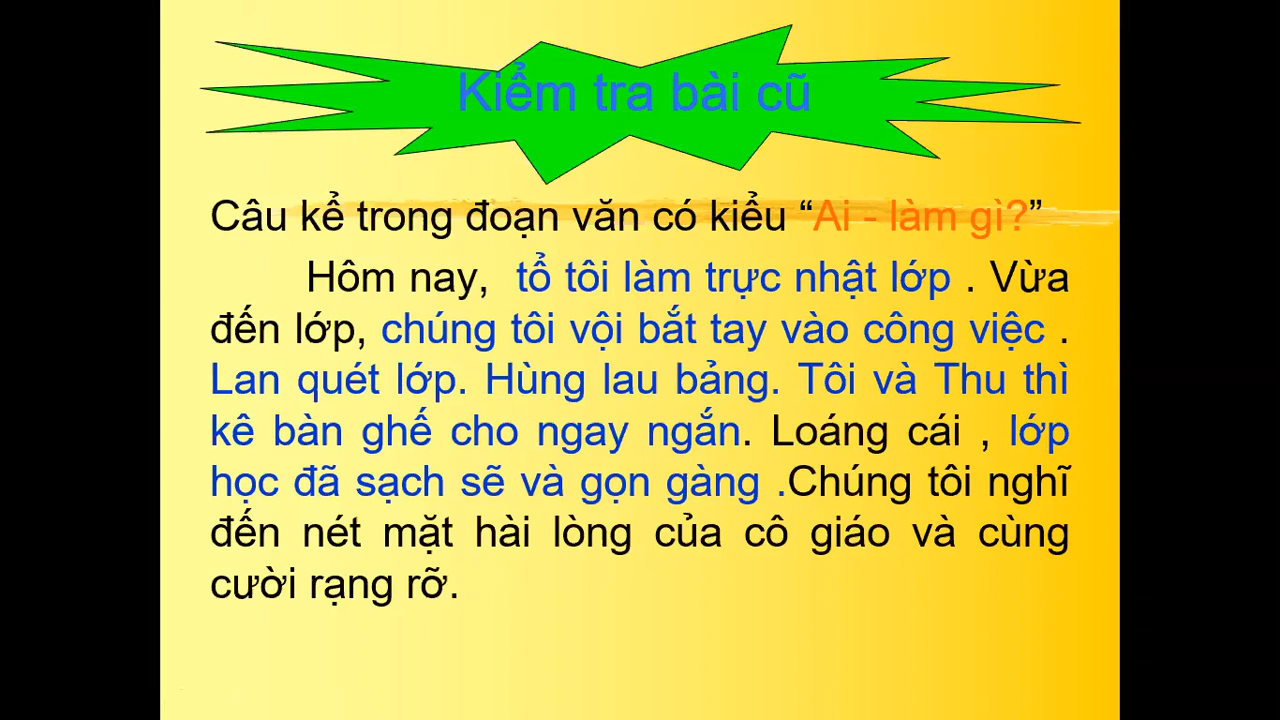 Kiểm tra bài cũ
Câu kể trong đoạn văn có kiểu “Ai - làm gì?”
Hôm nay, tổ tôi làm trực nhật lớp . Vừa
đến lớp, chúng tôi vội bắt tay vào công việc .
Lan quét lớp. Hùng lau bảng. Tôi và Thu thì
kê bàn ghế cho ngay ngắn. Loáng cái , lớp
học đã sạch sẽ và gọn gàng .Chúng tôi nghĩ
đến nét mặt hài lòng của cô giáo và cùng
cười rạng rỡ.